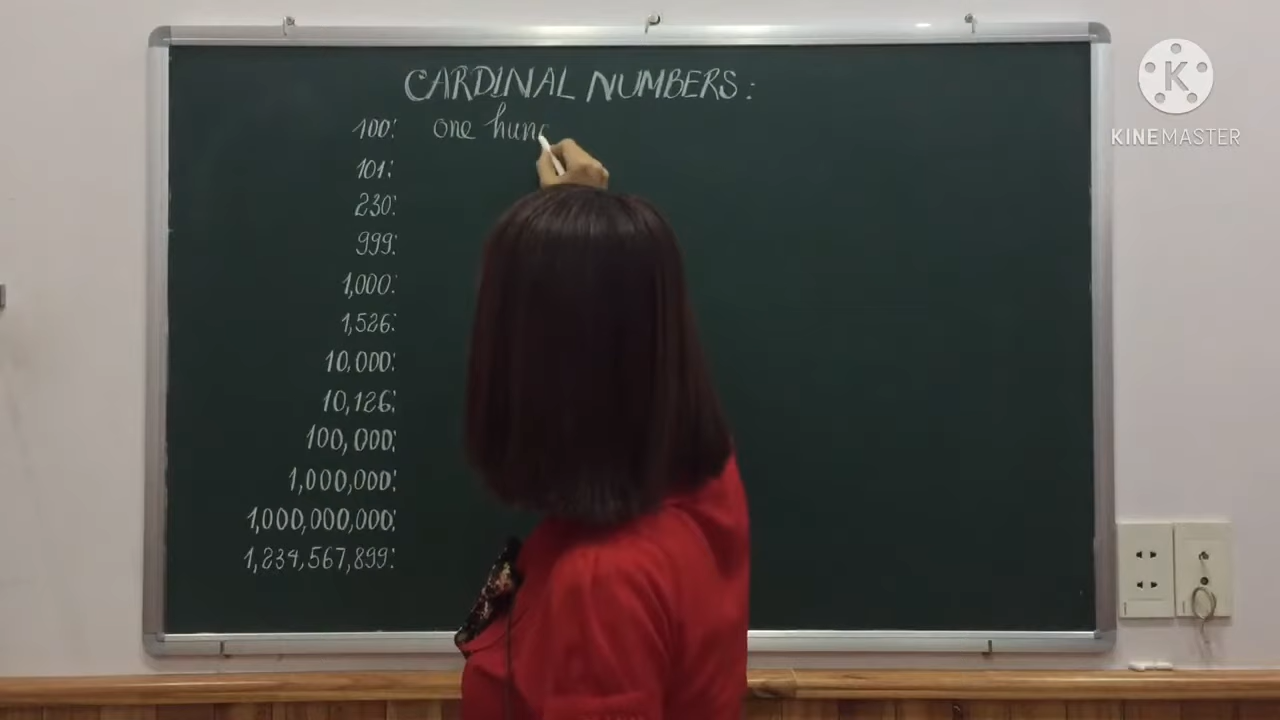 CARDINAL NUMBERS:
100: one hund
101:
230:
999:
1,000:
1,526:
10,000:
10,126:
100,000:
1,000,000:
1,000,000,000:
1,234,567,899:
K
KINEMASTER